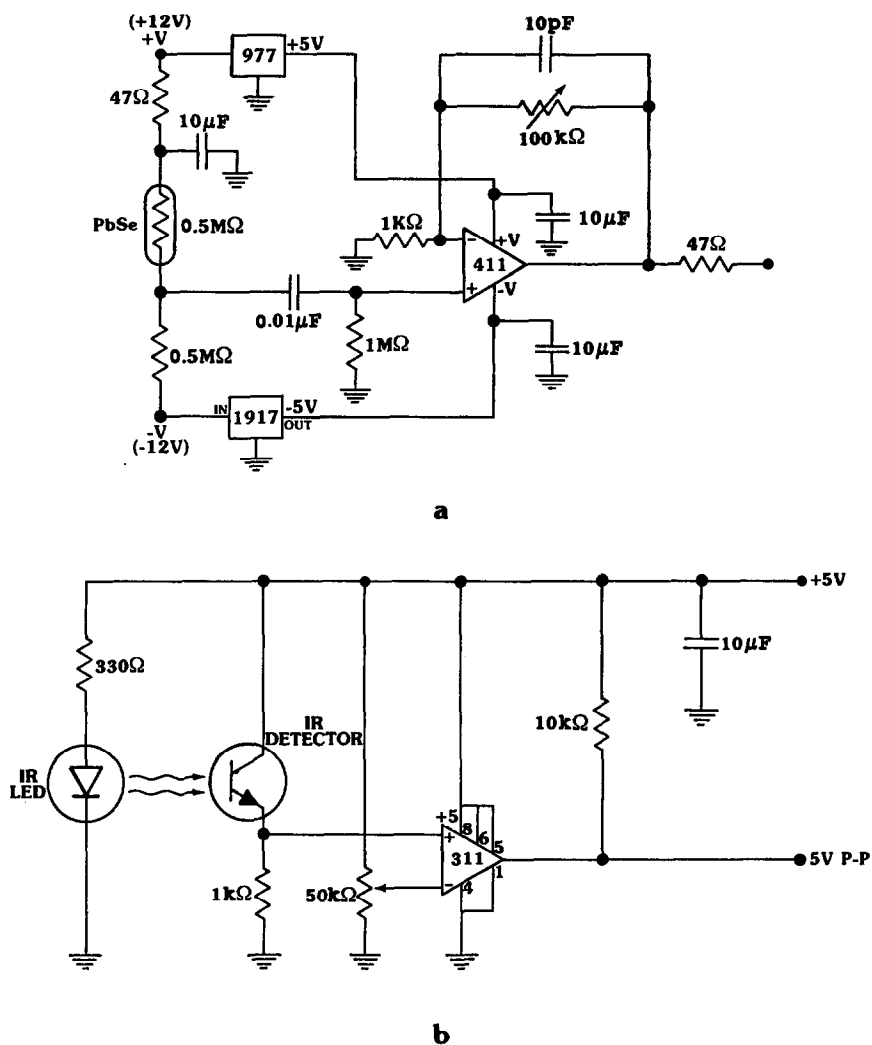 (+12V)
+V
977
+5V
10pF
47Ω
10μF
100kΩ
PbSe
0.5MΩ
1KΩ
-
+V
10μF
411
47Ω
+
-V
0.01μF
1MΩ
10μF
0.5MΩ
IN
1917
-5V
OUT
-V
(-12V)
a
+5V
330Ω
10μF
IR
DETECTOR
10kΩ
IR
LED
+5
8
6
+
5
311
5V P-P
1
1kΩ
50kΩ
-
4
b